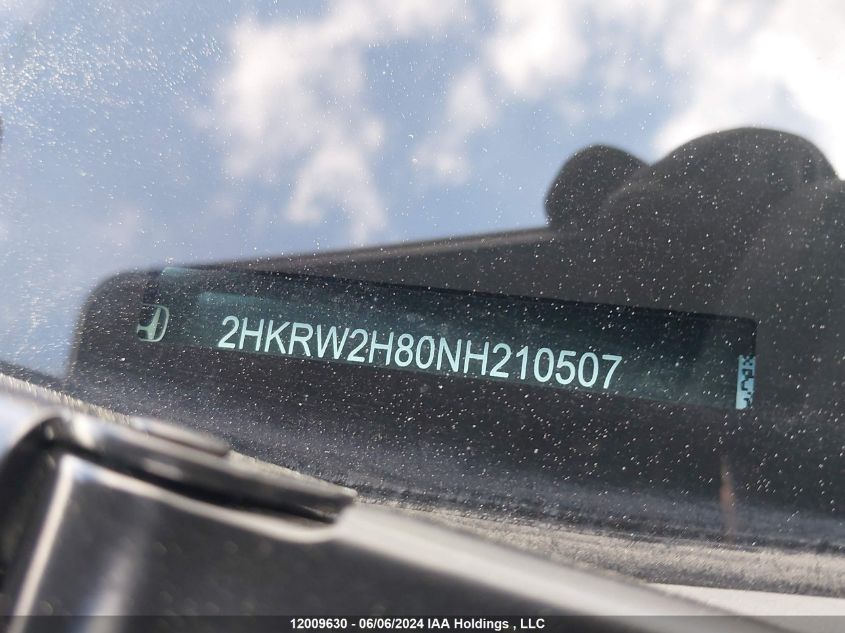 2HKRW2H80NH210507
12009630 - 06/06/2024 IAA Holdings , LLC